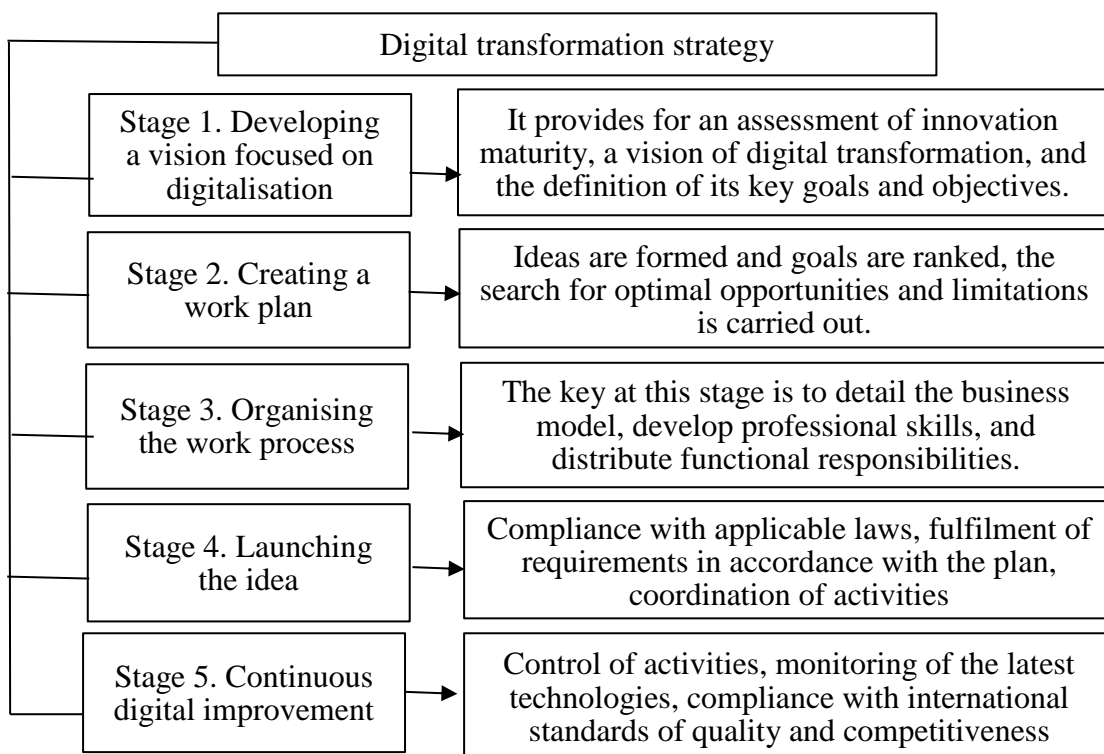 Digital transformation strategy
Stage 1. Developing
a vision focused on
digitalisation
It provides for an assessment of innovation
maturity, a vision of digital transformation, and
the definition of its key goals and objectives.
Stage 2. Creating a
work plan
Ideas are formed and goals are ranked, the
search for optimal opportunities and limitations
is carried out.
Stage 3. Organising
the work process
The key at this stage is to detail the business
model, develop professional skills, and
distribute functional responsibilities.
Stage 4. Launching
the idea
Compliance with applicable laws, fulfilment of
requirements in accordance with the plan,
coordination of activities
Stage 5. Continuous
digital improvement
Control of activities, monitoring of the latest
technologies, compliance with international
standards of quality and competitiveness